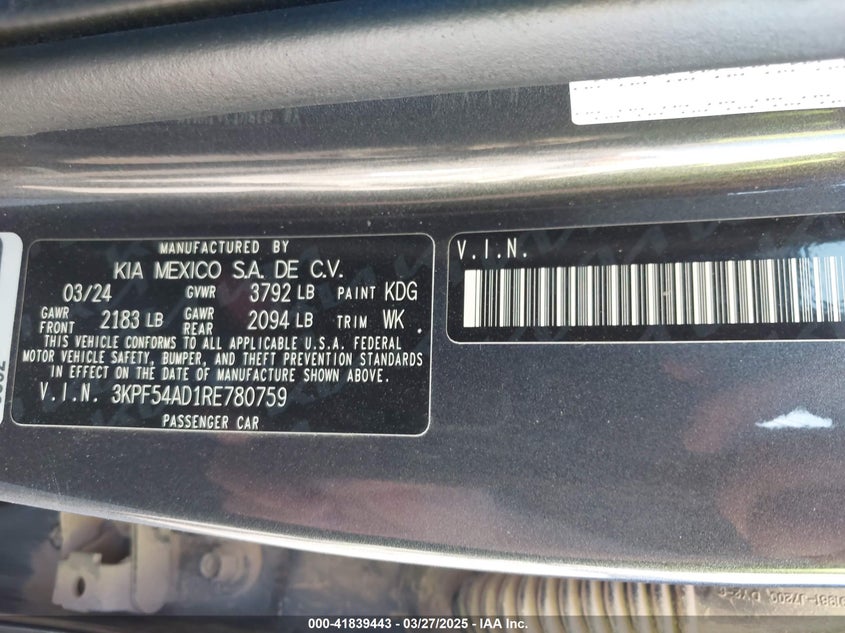 MANUFACTURED BY
KIA MEXICO S.A. DE C.V.
03/24 GVWR 3792 LB PAINT KDG
GAWR FRONT 2183 LB GAWR REAR 2094 LB TRIM WK
THIS VEHICLE CONFORMS TO ALL APPLICABLE U.S.A. FEDERAL
MOTOR VEHICLE SAFETY, BUMPER, AND THEFT PREVENTION STANDARDS
IN EFFECT ON THE DATE OF MANUFACTURE SHOWN ABOVE.
V.I.N. 3KPF54AD1RE780759
PASSENGER CAR
V.I.N.
000-41839443 - 03/27/2025 - IAA Inc.